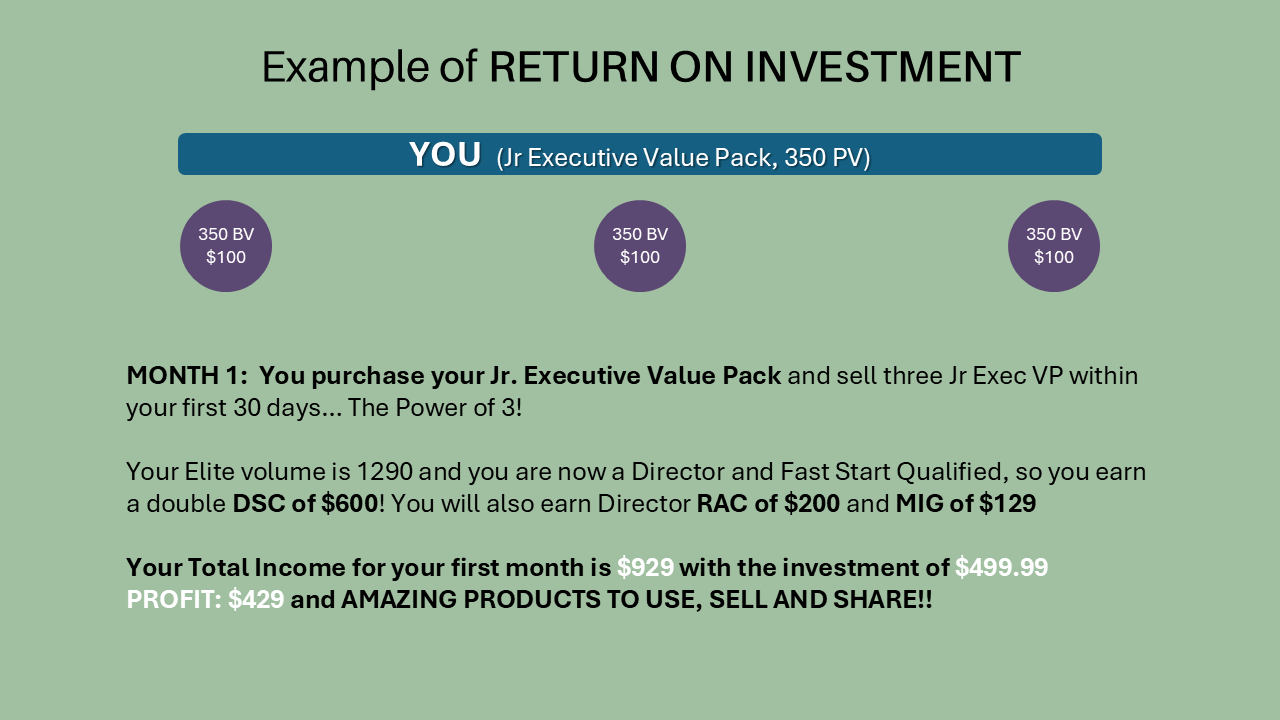 Example of RETURN ON INVESTMENT
YOU (Jr Executive Value Pack, 350 PV)
350 BV
$100
350 BV
$100
350 BV
$100
MONTH 1: You purchase your Jr. Executive Value Pack and sell three Jr Exec VP within
your first 30 days... The Power of 3!
Your Elite volume is 1290 and you are now a Director and Fast Start Qualified, so you earn
a double DSC of $600! You will also earn Director RAC of $200 and MIG of $129
Your Total Income for your first month is $929 with the investment of $499.99
PROFIT: $429 and AMAZING PRODUCTS TO USE, SELL AND SHARE!!